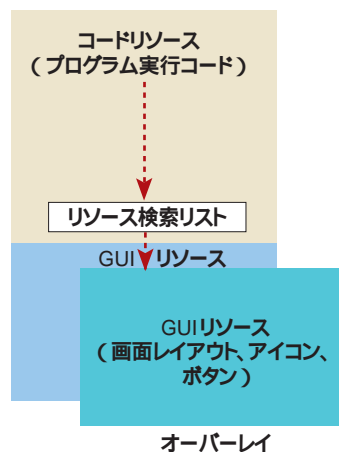 コードリソース
（プログラム実行コード）
リソース検索リスト
GUIリソース
GUIリソース
（画面レイアウト、アイコン、
ボタン）
オーバーレイ